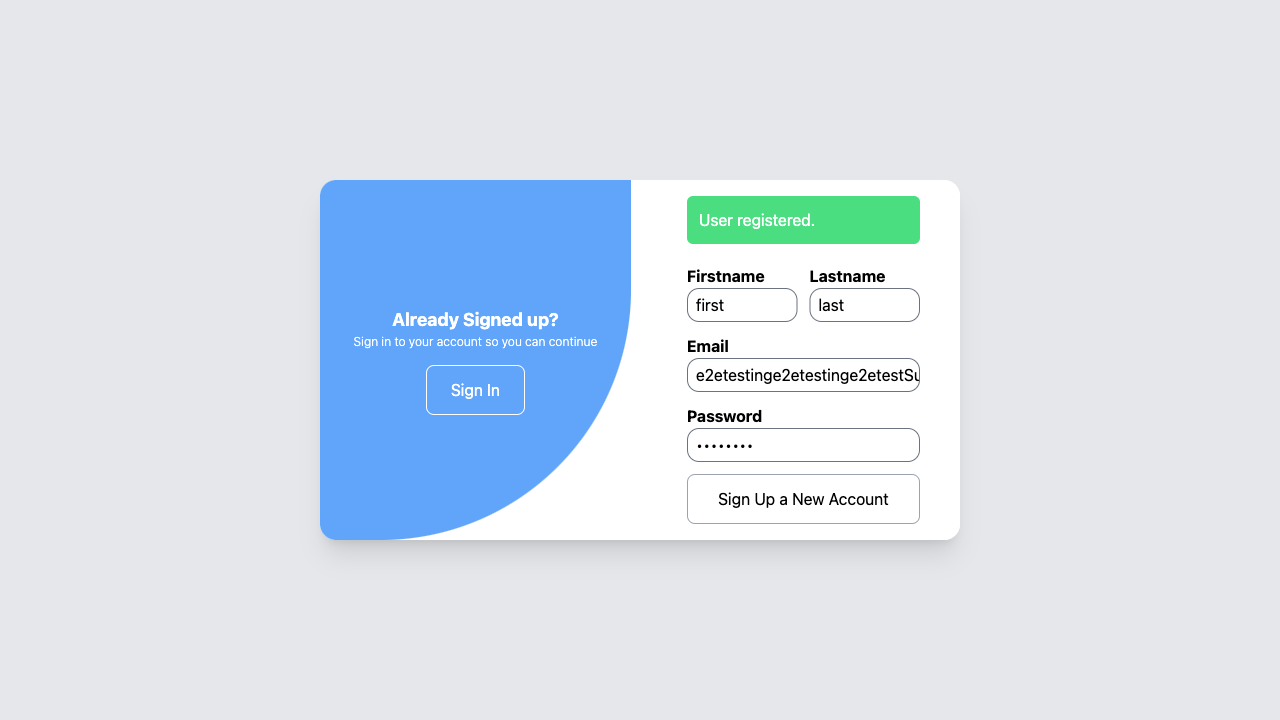 Already Signed up?
Sign in to your account so you can continue
Sign In
User registered.
Firstname
Lastname
first
last
Email
e2etestinge2etestinge2etestSu
Password
••••••••
Sign Up a New Account